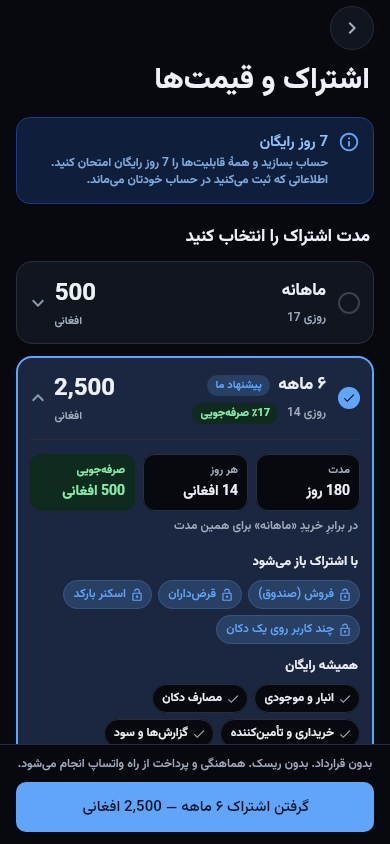 اشتراک و قیمت‌ها
7 روز رایگان
حساب بسازید و همهٔ قابلیت‌ها را 7 روز رایگان امتحان کنید.
اطلاعاتی که ثبت می‌کنید در حساب خودتان می‌ماند.
مدت اشتراک را انتخاب کنید
ماهانه
500
روزی 17
افغانی
۶ ماهه
پیشنهاد ما
2,500
روزی 14
17٪ صرفه‌جویی
افغانی
مدت
هر روز
صرفه‌جویی
180 روز
14 افغانی
500 افغانی
در برابرِ خریدِ «ماهانه» برای همین مدت
با اشتراک باز می‌شود
فروش (صندوق)
قرض‌داران
اسکنر بارکد
چند کاربر روی یک دکان
همیشه رایگان
انبار و موجودی
مصارف دکان
خریداری و تأمین‌کننده
گزارش‌ها و سود
بدون قرارداد. بدون ریسک. هماهنگی و پرداخت از راه واتساپ انجام می‌شود.
گرفتن اشتراک ۶ ماهه — 2,500 افغانی